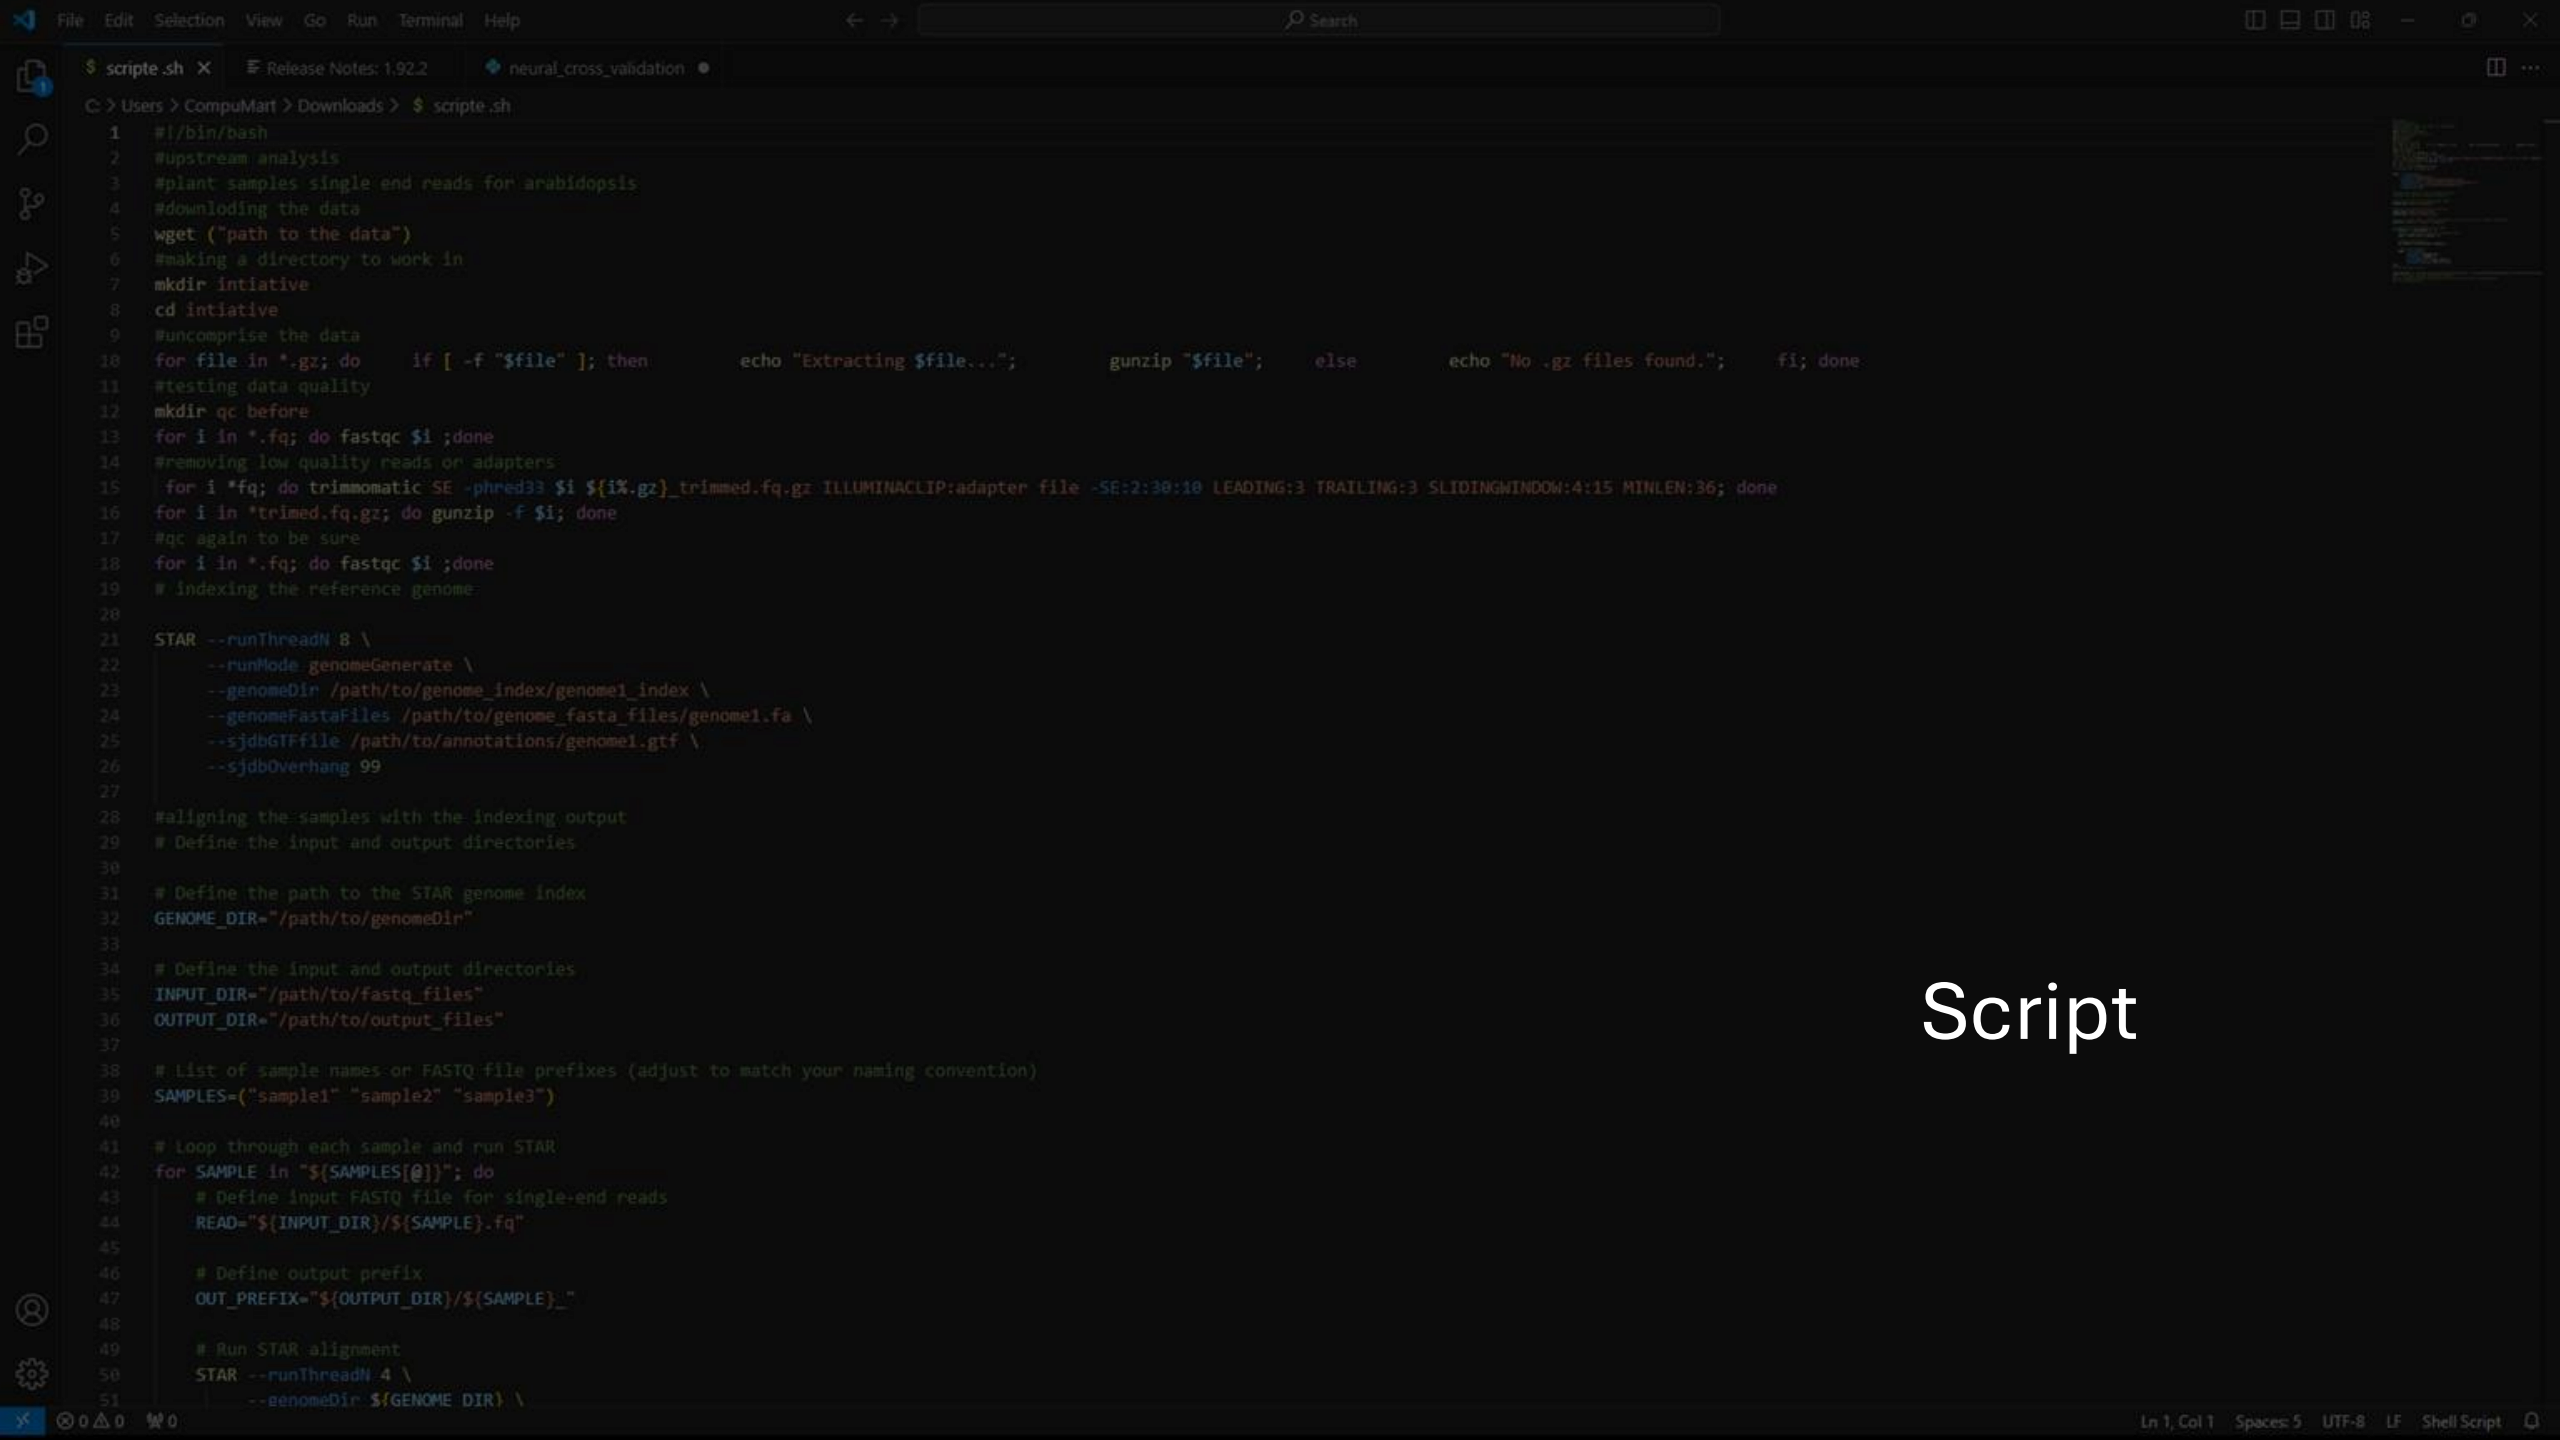 File Edit Selection View Go Run Terminal Help
Search
scripte .sh Release Notes: 1.92.2 neural_cross_validation
C: > Users > CompuMart > Downloads > $ scripte .sh
1 #!/bin/bash
2 #upstream analysis
3 #plant samples single end reads for arabidopsis
4 #downloding the data
5 wget ("path to the data")
6 #making a directory to work in
7 mkdir intiative
8 cd intiative
9 #uncomprise the data
10 for file in *.gz; do if [ -f "$file" ]; then echo "Extracting $file..."; gunzip "$file"; else echo "No .gz files found."; fi; done
11 #testing data quality
12 mkdir qc before
13 for i in *.fq; do fastqc $i ;done
14 #removing low quality reads or adapters
15 for i *fq; do trimmomatic SE -phred33 $i ${i%.gz}_trimmed.fq.gz ILLUMINACLIP:adapter file -SE:2:30:10 LEADING:3 TRAILING:3 SLIDINGWINDOW:4:15 MINLEN:36; done
16 for i in *trimed.fq.gz; do gunzip -f $i; done
17 #qc again to be sure
18 for i in *.fq; do fastqc $i ;done
19 # indexing the reference genome
20
21 STAR --runThreadN 8 \
22 --runMode genomeGenerate \
23 --genomeDir /path/to/genome_index/genome1_index \
24 --genomeFastaFiles /path/to/genome_fasta_files/genome1.fa \
25 --sjdbGTFfile /path/to/annotations/genome1.gtf \
26 --sjdbOverhang 99
27
28 #aligning the samples with the indexing output
29 # Define the input and output directories
30
31 # Define the path to the STAR genome index
32 GENOME_DIR="/path/to/genomeDir"
33
34 # Define the input and output directories
35 INPUT_DIR="/path/to/fastq_files"
36 OUTPUT_DIR="/path/to/output_files"
37
38 # List of sample names or FASTQ file prefixes (adjust to match your naming convention)
39 SAMPLES=("sample1" "sample2" "sample3")
40
41 # Loop through each sample and run STAR
42 for SAMPLE in "${SAMPLES[@]}"; do
43 # Define input FASTQ file for single-end reads
44 READ="${INPUT_DIR}/${SAMPLE}.fq"
45
46 # Define output prefix
47 OUT_PREFIX="${OUTPUT_DIR}/${SAMPLE}_"
48
49 # Run STAR alignment
50 STAR --runThreadN 4 \
51 --genomeDir ${GENOME_DIR} \
Script
0 0 0 Ln 1, Col 1 Spaces: 5 UTF-8 LF Shell Script